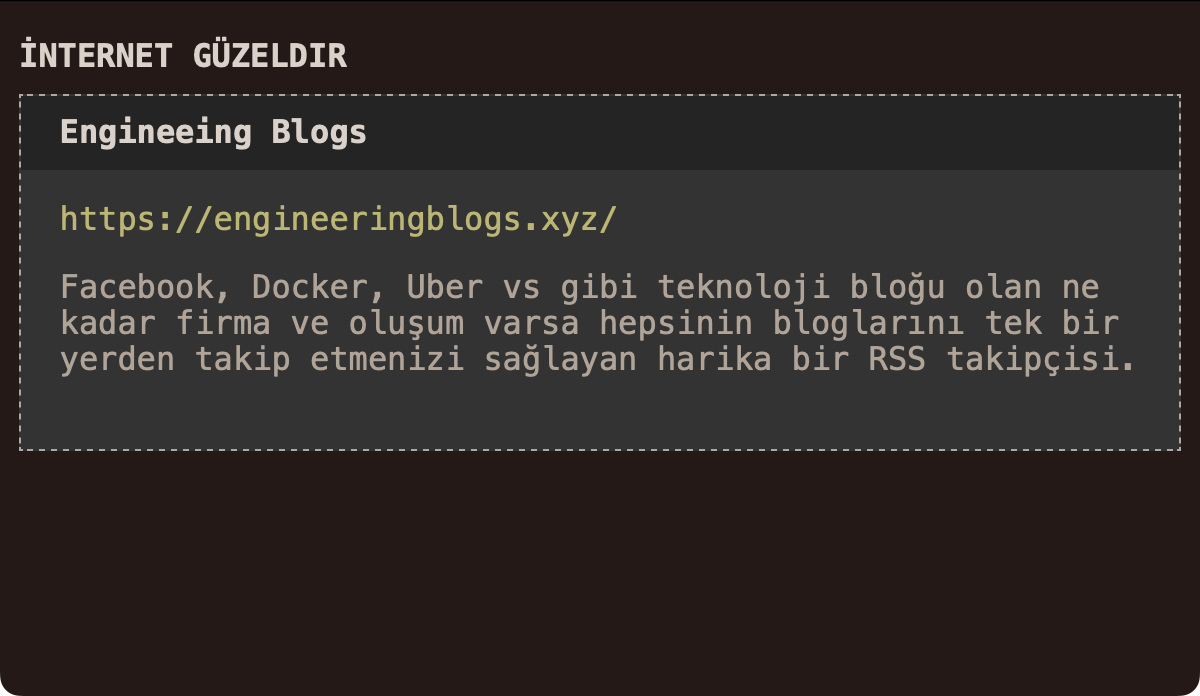 İNTERNET GÜZELDIR
Engineeing Blogs
https://engineeringblogs.xyz/
Facebook, Docker, Uber vs gibi teknoloji bloğu olan ne
kadar firma ve oluşum varsa hepsinin bloglarını tek bir
yerden takip etmenizi sağlayan harika bir RSS takipçisi.